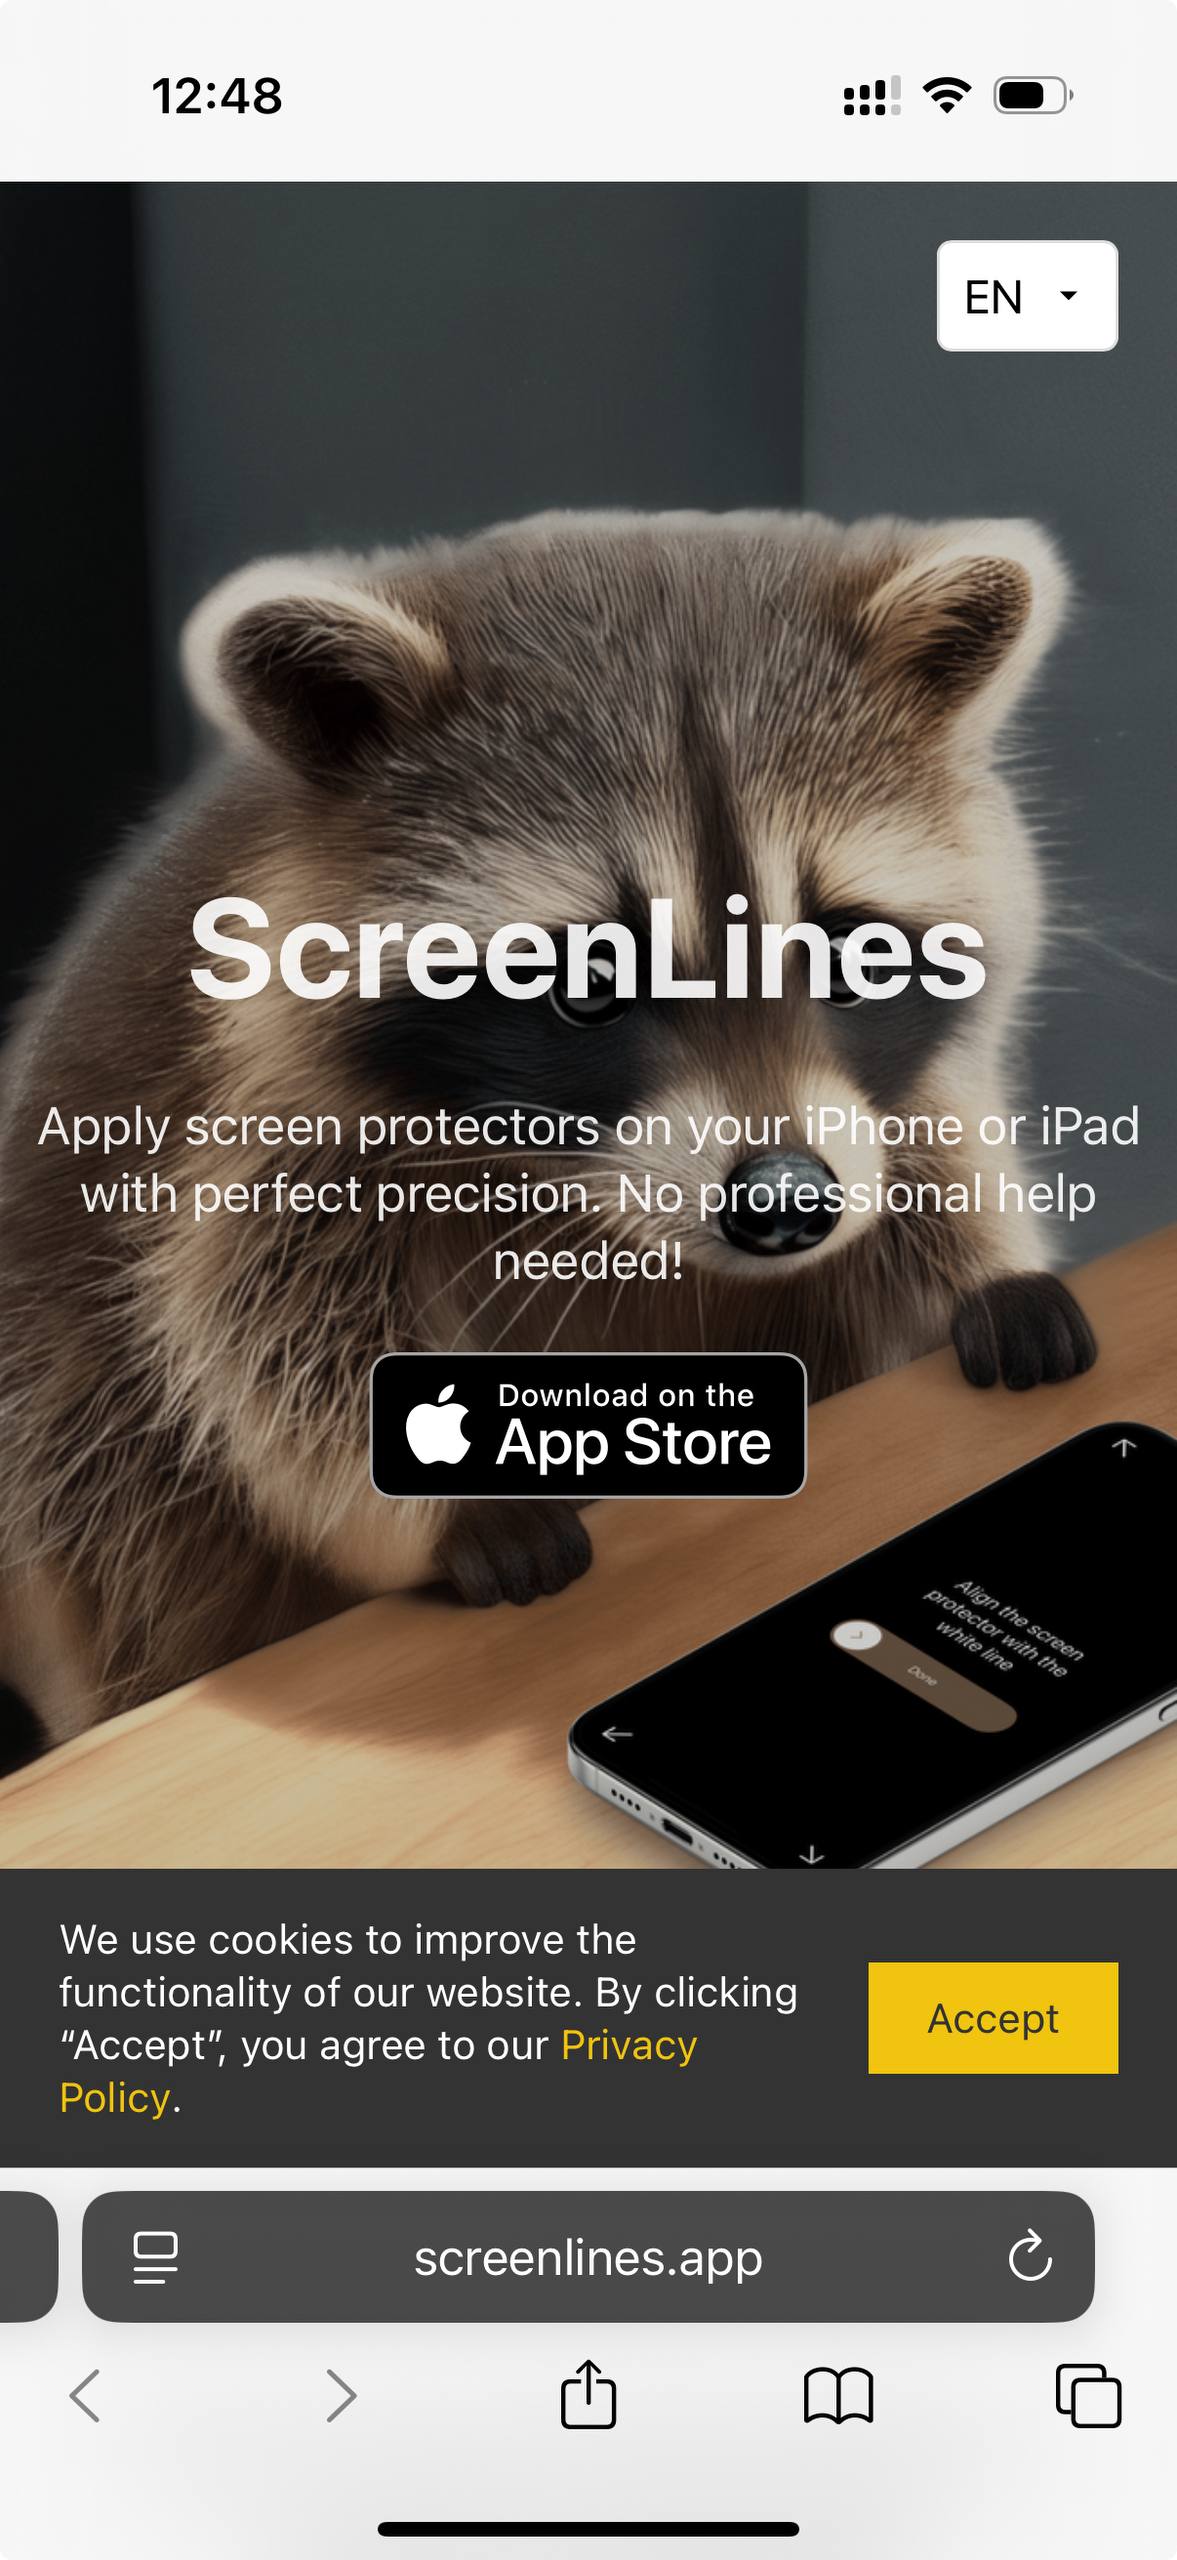 12:48
EN
ScreenLines
Apply screen protectors on your iPhone or iPad
with perfect precision. No professional help
needed!
Download on the
App Store
Align the screen
protector with the
white line
Done
We use cookies to improve the
functionality of our website. By clicking
“Accept”, you agree to our Privacy
Policy.
Accept
screenlines.app